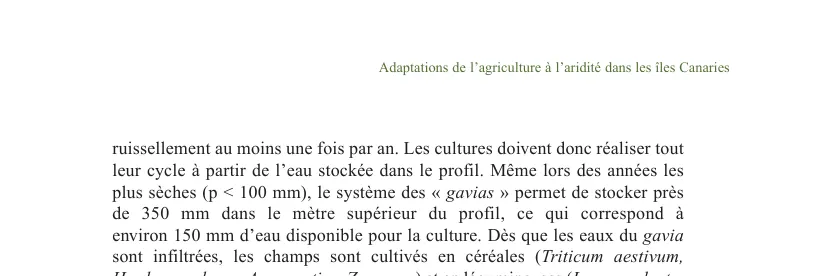 Adaptations de l’agriculture à l’aridité dans les îles Canaries
ruissellement au moins une fois par an. Les cultures doivent donc réaliser tout
leur cycle à partir de l’eau stockée dans le profil. Même lors des années les
plus sèches (p < 100 mm), le système des « gavias » permet de stocker près
de 350 mm dans le mètre supérieur du profil, ce qui correspond à
environ 150 mm d’eau disponible pour la culture. Dès que les eaux du gavia
sont infiltrées, les champs sont cultivés en céréales (Triticum aestivum,